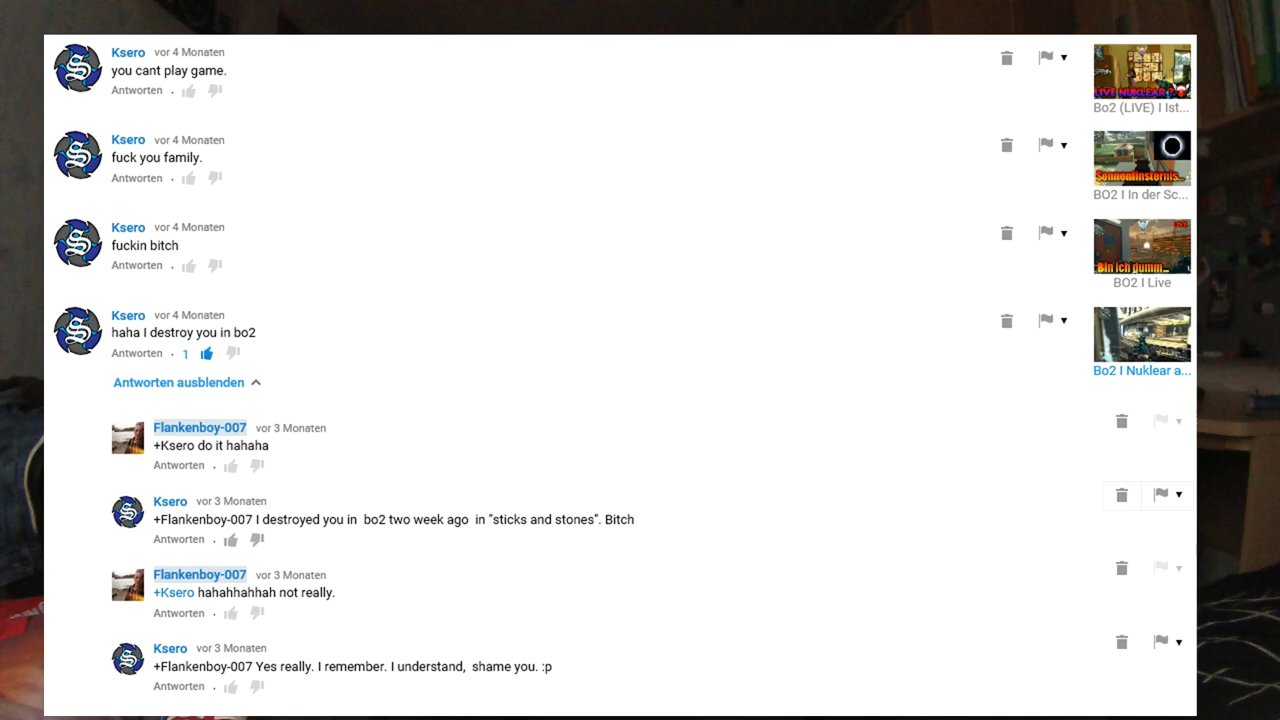 Ksero vor 4 Monaten
you cant play game.
Antworten
LIVE NUKLEAR ?
Bo2 (LIVE) I Ist...
Ksero vor 4 Monaten
fuck you family.
Antworten
Sonnenfinsternis...
BO2 I In der Sc...
Ksero vor 4 Monaten
fuckin bitch
Antworten
Bin ich dumm...
BO2 I Live
Ksero vor 4 Monaten
haha I destroy you in bo2
Antworten · 1
Bo2 I Nuklear a...
Antworten ausblenden
Flankenboy-007 vor 3 Monaten
+Ksero do it hahaha
Antworten
Ksero vor 3 Monaten
+Flankenboy-007 I destroyed you in  bo2 two week ago  in "sticks and stones". Bitch
Antworten
Flankenboy-007 vor 3 Monaten
+Ksero hahahhahhah not really.
Antworten
Ksero vor 3 Monaten
+Flankenboy-007 Yes really. I remember. I understand,  shame you. :p
Antworten